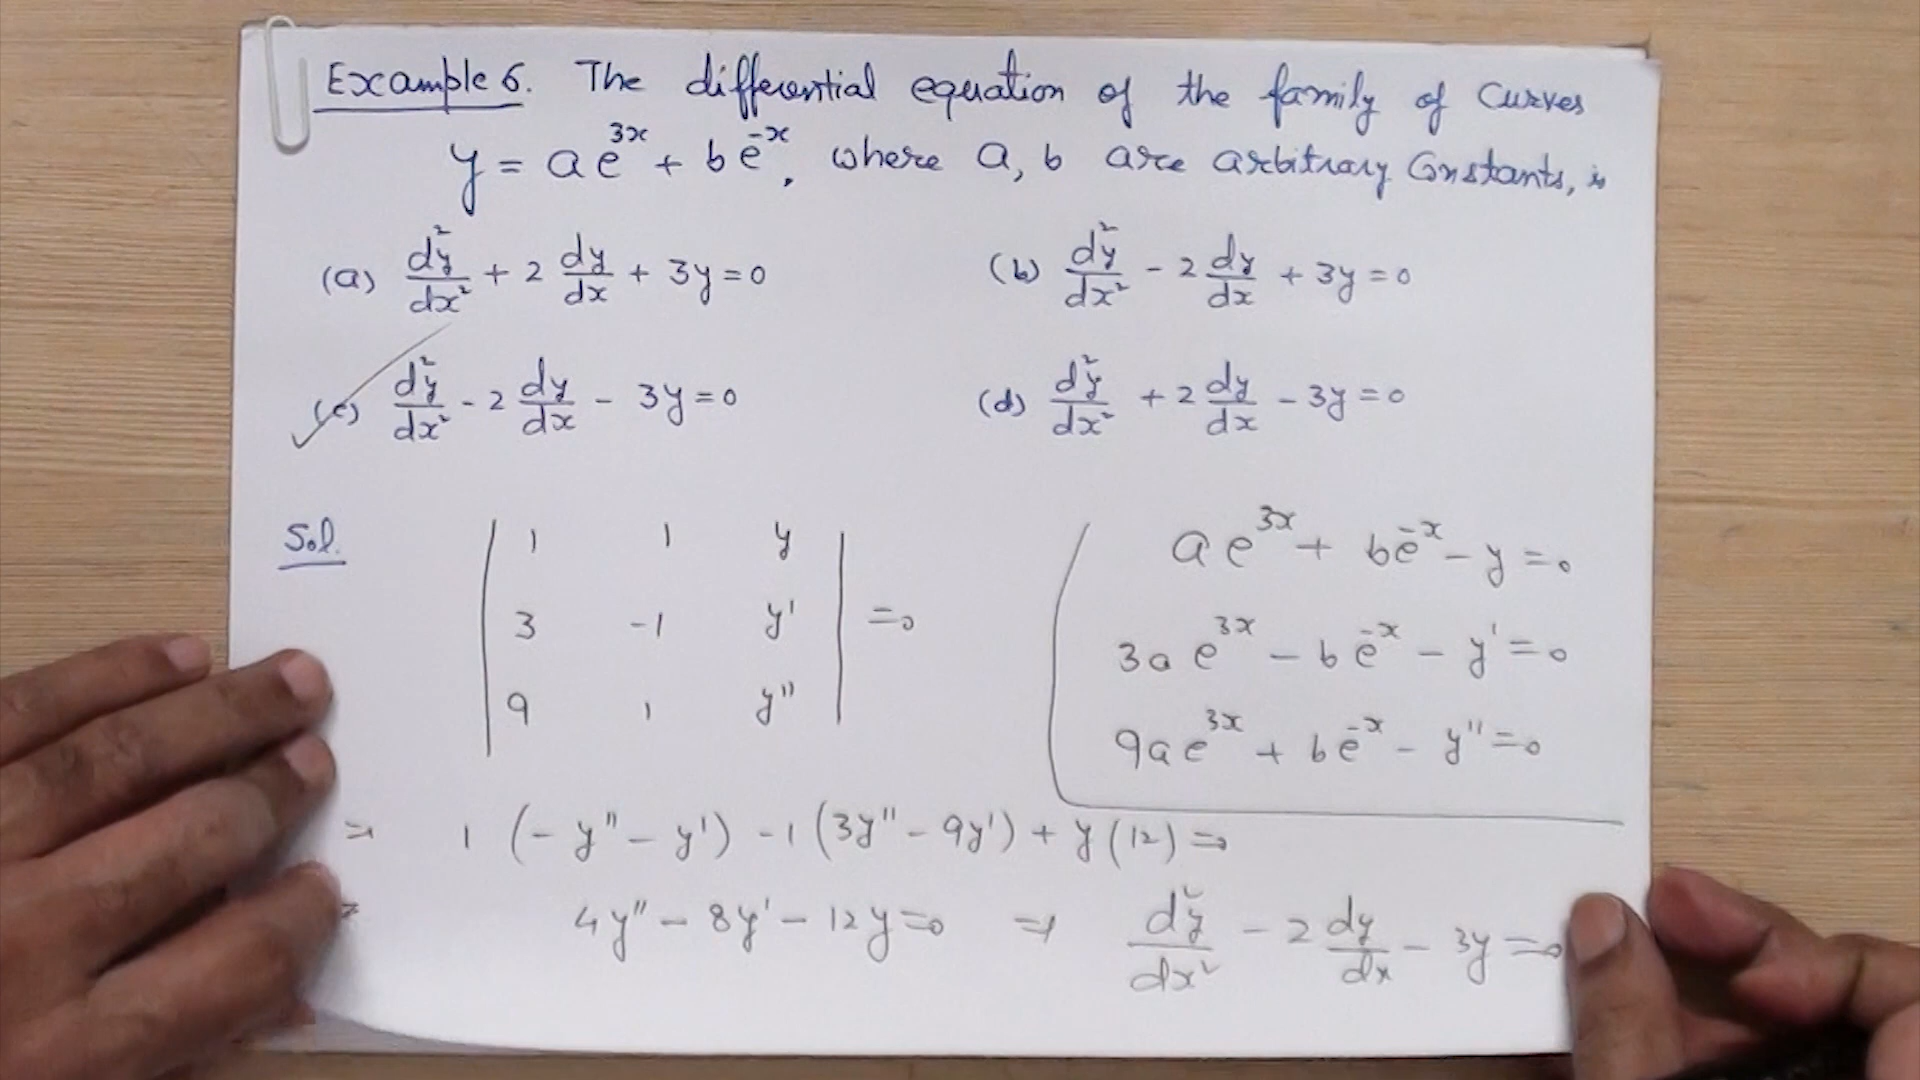 Example 6. The differential equation of the family of Curves
y = ae^{3x} + be^{-x}, where a, b are arbitrary Constants, is
(a) d²y/dx² + 2 dy/dx + 3y = 0 (b) d²y/dx² - 2 dy/dx + 3y = 0
(c) d²y/dx² - 2 dy/dx - 3y = 0 (d) d²y/dx² + 2 dy/dx - 3y = 0
Sol.
| 1 1 y |
| 3 -1 y' | = 0
| 9 1 y'' |
ae^{3x} + be^{-x} - y = 0
3ae^{3x} - be^{-x} - y' = 0
9ae^{3x} + be^{-x} - y'' = 0
⇒ 1 (- y'' - y') - 1 (3y'' - 9y') + y (12) = 0
⇒ 4y'' - 8y' - 12y = 0 ⇒ d²y/dx² - 2 dy/dx - 3y = 0